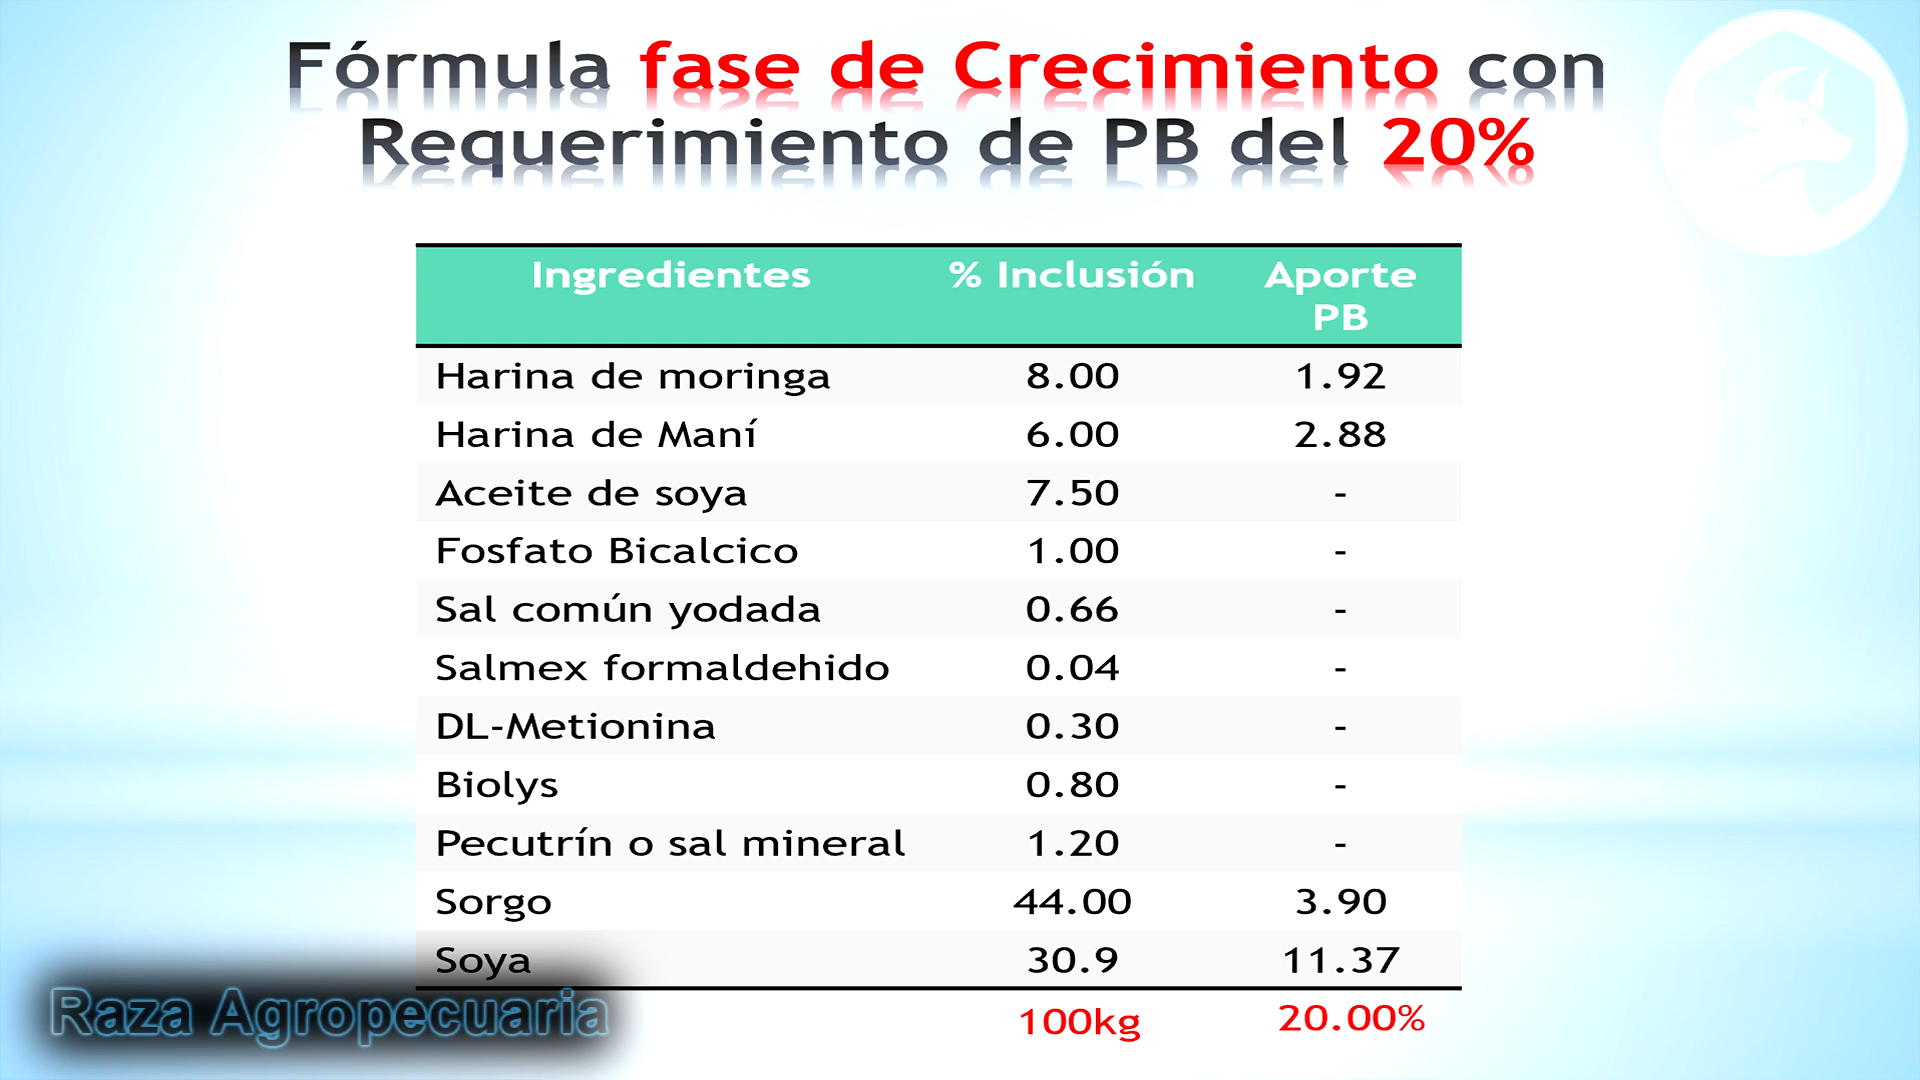 Fórmula fase de Crecimiento con
Requerimiento de PB del 20%
Ingredientes % Inclusión Aporte
PB
Harina de moringa 8.00 1.92
Harina de Maní 6.00 2.88
Aceite de soya 7.50 -
Fosfato Bicalcico 1.00 -
Sal común yodada 0.66 -
Salmex formaldehido 0.04 -
DL-Metionina 0.30 -
Biolys 0.80 -
Pecutrín o sal mineral 1.20 -
Sorgo 44.00 3.90
Soya 30.9 11.37
100kg 20.00%
Raza Agropecuaria